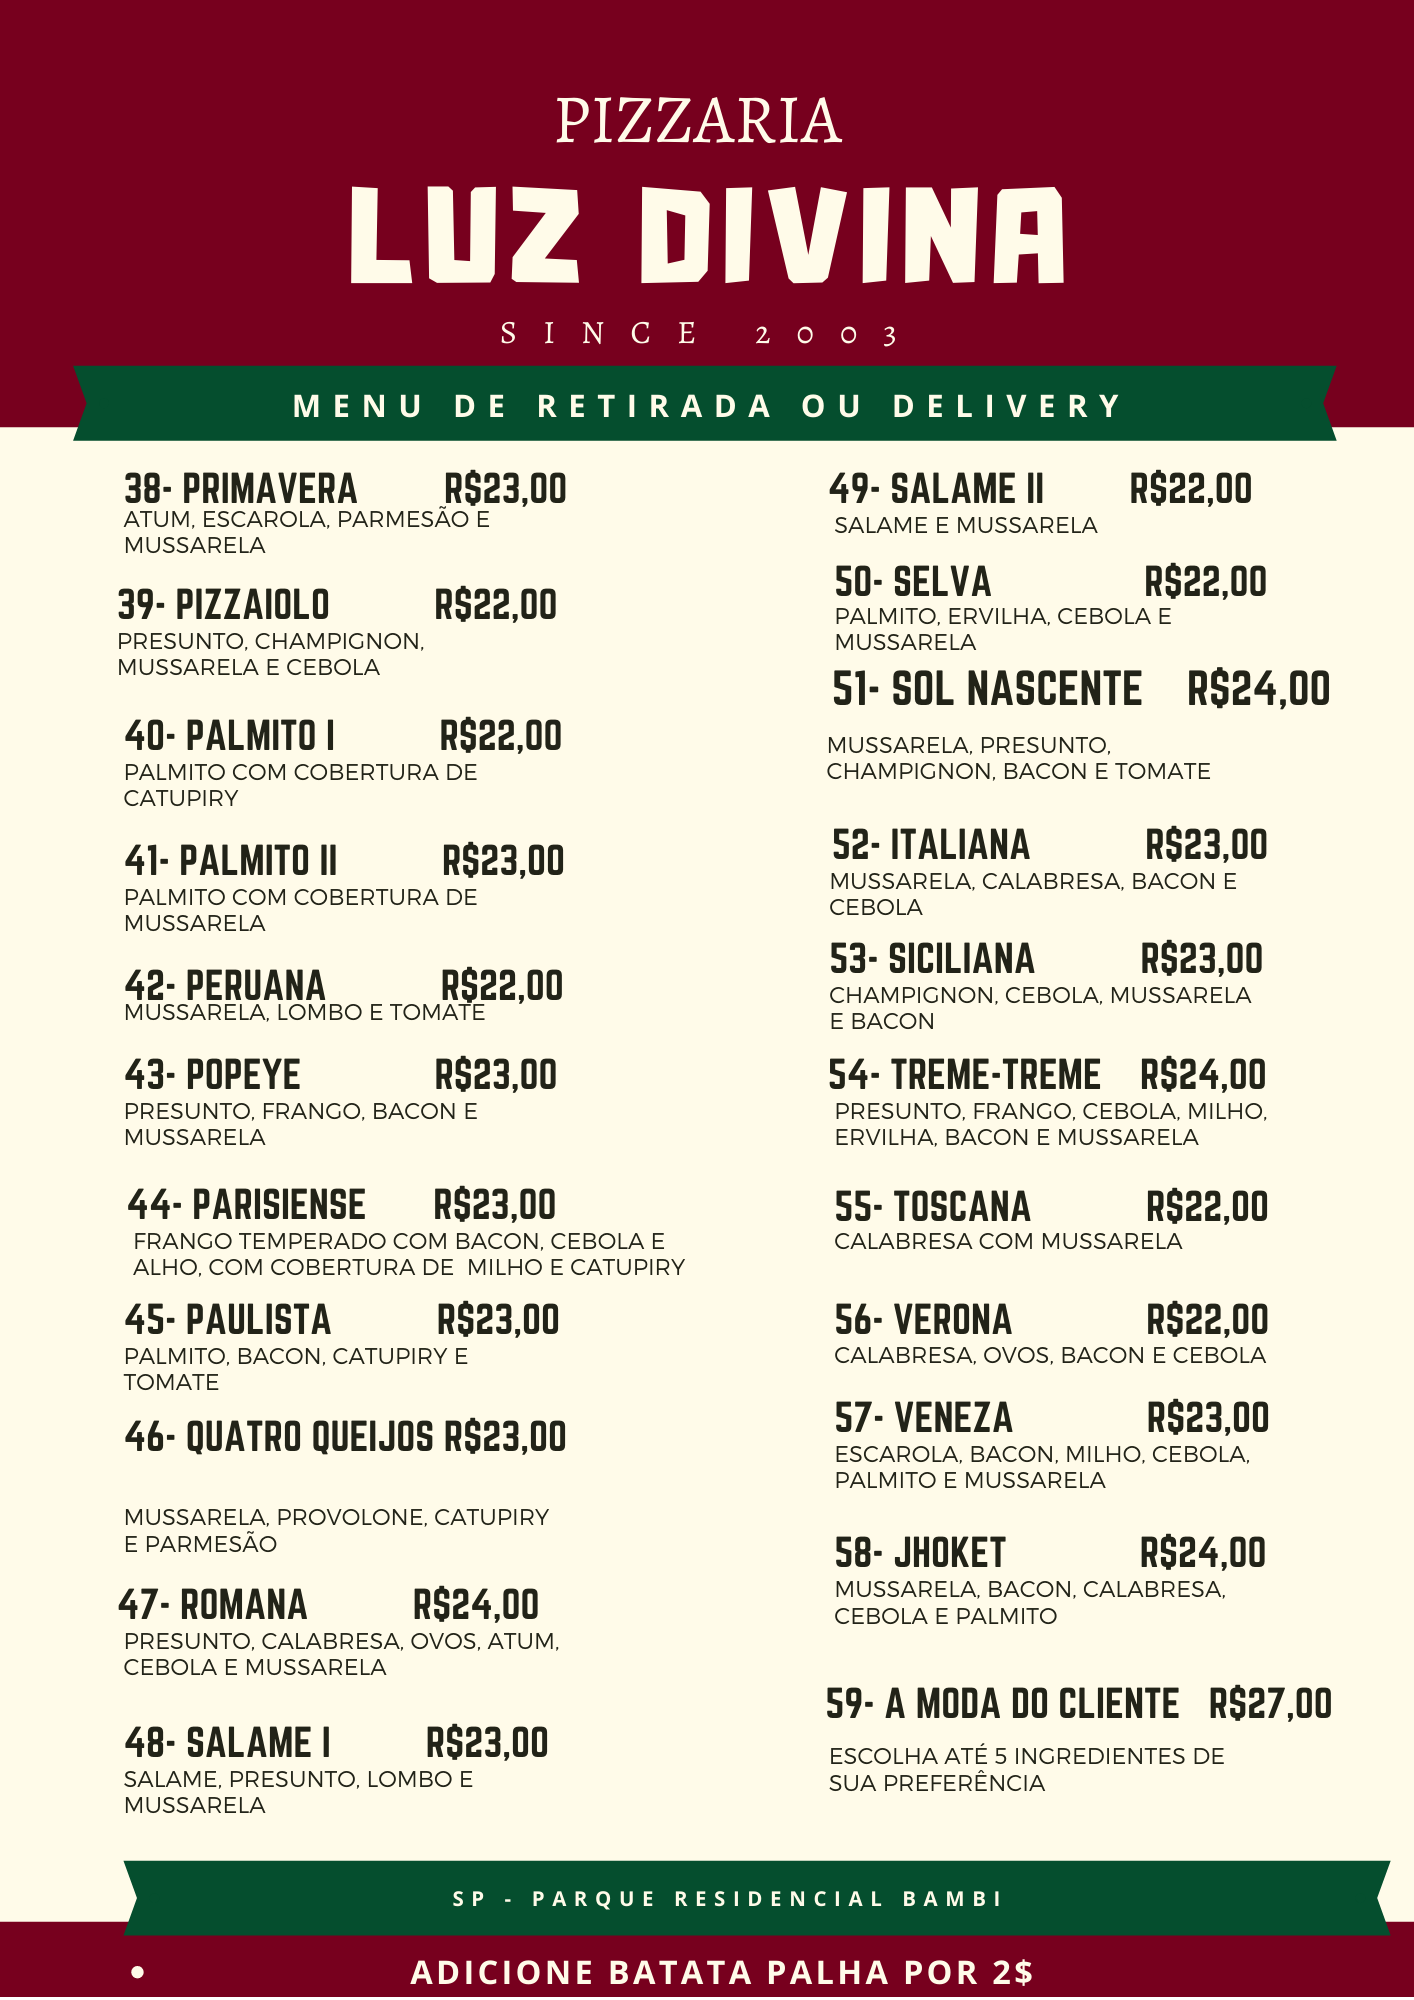 PIZZARIA
LUZ DIVINA
SINCE 2003
MENU DE RETIRADA OU DELIVERY
38- PRIMAVERA R$23,00
ATUM, ESCAROLA, PARMESÃO E
MUSSARELA
39- PIZZAIOLO R$22,00
PRESUNTO, CHAMPIGNON,
MUSSARELA E CEBOLA
40- PALMITO I R$22,00
PALMITO COM COBERTURA DE
CATUPIRY
41- PALMITO II R$23,00
PALMITO COM COBERTURA DE
MUSSARELA
42- PERUANA R$22,00
MUSSARELA, LOMBO E TOMATE
43- POPEYE R$23,00
PRESUNTO, FRANGO, BACON E
MUSSARELA
44- PARISIENSE R$23,00
FRANGO TEMPERADO COM BACON, CEBOLA E
ALHO, COM COBERTURA DE MILHO E CATUPIRY
45- PAULISTA R$23,00
PALMITO, BACON, CATUPIRY E
TOMATE
46- QUATRO QUEIJOS R$23,00
MUSSARELA, PROVOLONE, CATUPIRY
E PARMESÃO
47- ROMANA R$24,00
PRESUNTO, CALABRESA, OVOS, ATUM,
CEBOLA E MUSSARELA
48- SALAME I R$23,00
SALAME, PRESUNTO, LOMBO E
MUSSARELA
49- SALAME II R$22,00
SALAME E MUSSARELA
50- SELVA R$22,00
PALMITO, ERVILHA, CEBOLA E
MUSSARELA
51- SOL NASCENTE R$24,00
MUSSARELA, PRESUNTO,
CHAMPIGNON, BACON E TOMATE
52- ITALIANA R$23,00
MUSSARELA, CALABRESA, BACON E
CEBOLA
53- SICILIANA R$23,00
CHAMPIGNON, CEBOLA, MUSSARELA
E BACON
54- TREME-TREME R$24,00
PRESUNTO, FRANGO, CEBOLA, MILHO,
ERVILHA, BACON E MUSSARELA
55- TOSCANA R$22,00
CALABRESA COM MUSSARELA
56- VERONA R$22,00
CALABRESA, OVOS, BACON E CEBOLA
57- VENEZA R$23,00
ESCAROLA, BACON, MILHO, CEBOLA,
PALMITO E MUSSARELA
58- JHOKET R$24,00
MUSSARELA, BACON, CALABRESA,
CEBOLA E PALMITO
59- A MODA DO CLIENTE R$27,00
ESCOLHA ATÉ 5 INGREDIENTES DE
SUA PREFERÊNCIA
SP - PARQUE RESIDENCIAL BAMBI
• ADICIONE BATATA PALHA POR 2$